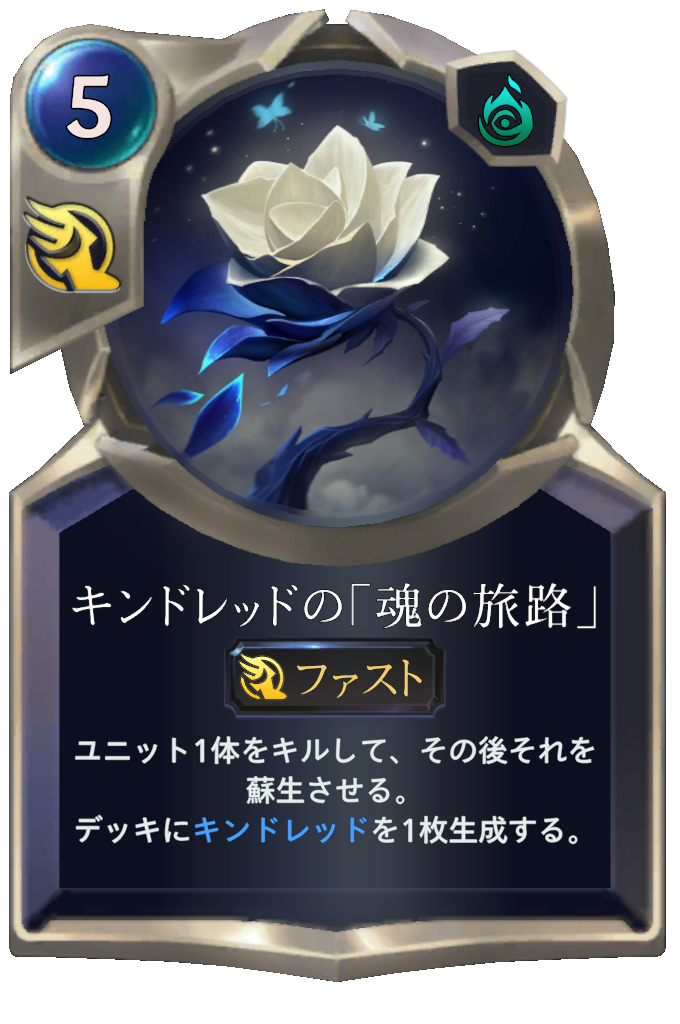 5
キンドレッドの「魂の旅路」
ファスト
ユニット1体をキルして、その後それを
蘇生させる。
デッキにキンドレッドを1枚生成する。